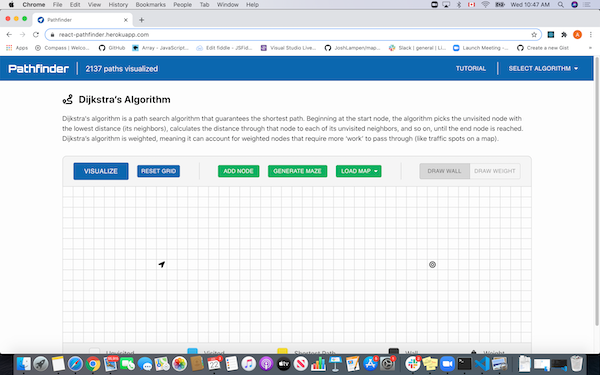 Chrome File Edit View History Bookmarks People Tab Window Help Wed 10:47 AM
Pathfinder
react-pathfinder.herokuapp.com
Apps Compass | Welco... GitHub Array - JavaScript... Edit fiddle - JSFid... Visual Studio Live... JoshLampen/map... Slack | general | Li... Launch Meeting -... Create a new Gist
Pathfinder 2137 paths visualized TUTORIAL SELECT ALGORITHM
Dijkstra's Algorithm
Dijkstra's algorithm is a path search algorithm that guarantees the shortest path. Beginning at the start node, the algorithm picks the unvisited node with
the lowest distance (its neighbors), calculates the distance through that node to each of its unvisited neighbors, and so on, until the end node is reached.
Dijkstra's algorithm is weighted, meaning it can account for weighted nodes that require more 'work' to pass through (like traffic spots on a map).
VISUALIZE RESET GRID ADD NODE GENERATE MAZE LOAD MAP DRAW WALL DRAW WEIGHT
Unvisited Visited Shortest Path Wall Weight